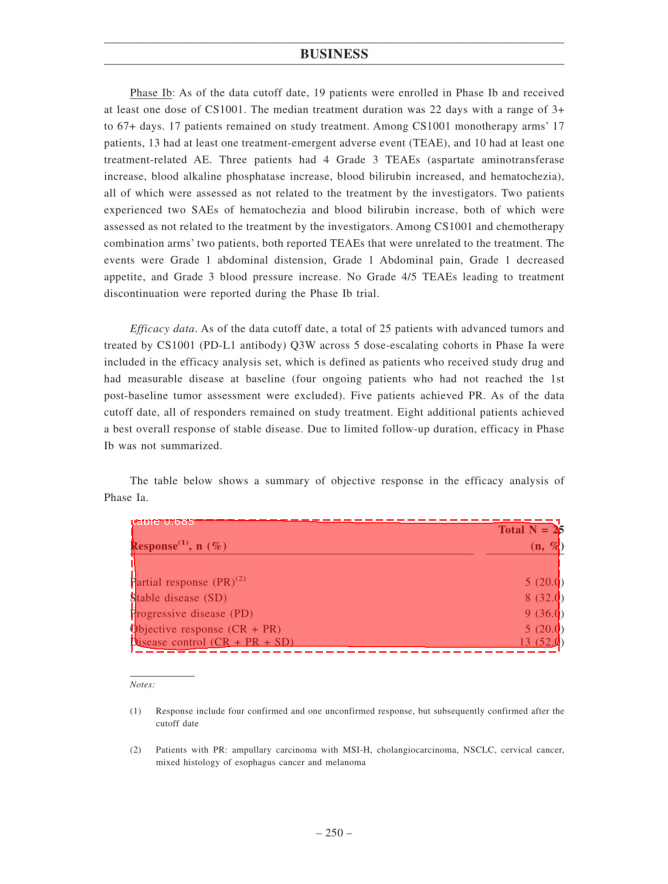 BUSINESS
Phase Ib: As of the data cutoff date, 19 patients were enrolled in Phase Ib and received
at least one dose of CS1001. The median treatment duration was 22 days with a range of 3+
to 67+ days. 17 patients remained on study treatment. Among CS1001 monotherapy arms' 17
patients, 13 had at least one treatment-emergent adverse event (TEAE), and 10 had at least one
treatment-related AE. Three patients had 4 Grade 3 TEAEs (aspartate aminotransferase
increase, blood alkaline phosphatase increase, blood bilirubin increased, and hematochezia),
all of which were assessed as not related to the treatment by the investigators. Two patients
experienced two SAEs of hematochezia and blood bilirubin increase, both of which were
assessed as not related to the treatment by the investigators. Among CS1001 and chemotherapy
combination arms' two patients, both reported TEAEs that were unrelated to the treatment. The
events were Grade 1 abdominal distension, Grade 1 Abdominal pain, Grade 1 decreased
appetite, and Grade 3 blood pressure increase. No Grade 4/5 TEAEs leading to treatment
discontinuation were reported during the Phase Ib trial.
Efficacy data. As of the data cutoff date, a total of 25 patients with advanced tumors and
treated by CS1001 (PD-L1 antibody) Q3W across 5 dose-escalating cohorts in Phase Ia were
included in the efficacy analysis set, which is defined as patients who received study drug and
had measurable disease at baseline (four ongoing patients who had not reached the 1st
post-baseline tumor assessment were excluded). Five patients achieved PR. As of the data
cutoff date, all of responders remained on study treatment. Eight additional patients achieved
a best overall response of stable disease. Due to limited follow-up duration, efficacy in Phase
Ib was not summarized.
The table below shows a summary of objective response in the efficacy analysis of
Phase Ia.
table 0.685
Total N = 25
Response(1), n (%) (n, %)
Partial response (PR)(2) 5 (20.0)
Stable disease (SD) 8 (32.0)
Progressive disease (PD) 9 (36.0)
Objective response (CR + PR) 5 (20.0)
Disease control (CR + PR + SD) 13 (52.0)
Notes:
(1) Response include four confirmed and one unconfirmed response, but subsequently confirmed after the
cutoff date
(2) Patients with PR: ampullary carcinoma with MSI-H, cholangiocarcinoma, NSCLC, cervical cancer,
mixed histology of esophagus cancer and melanoma
– 250 –